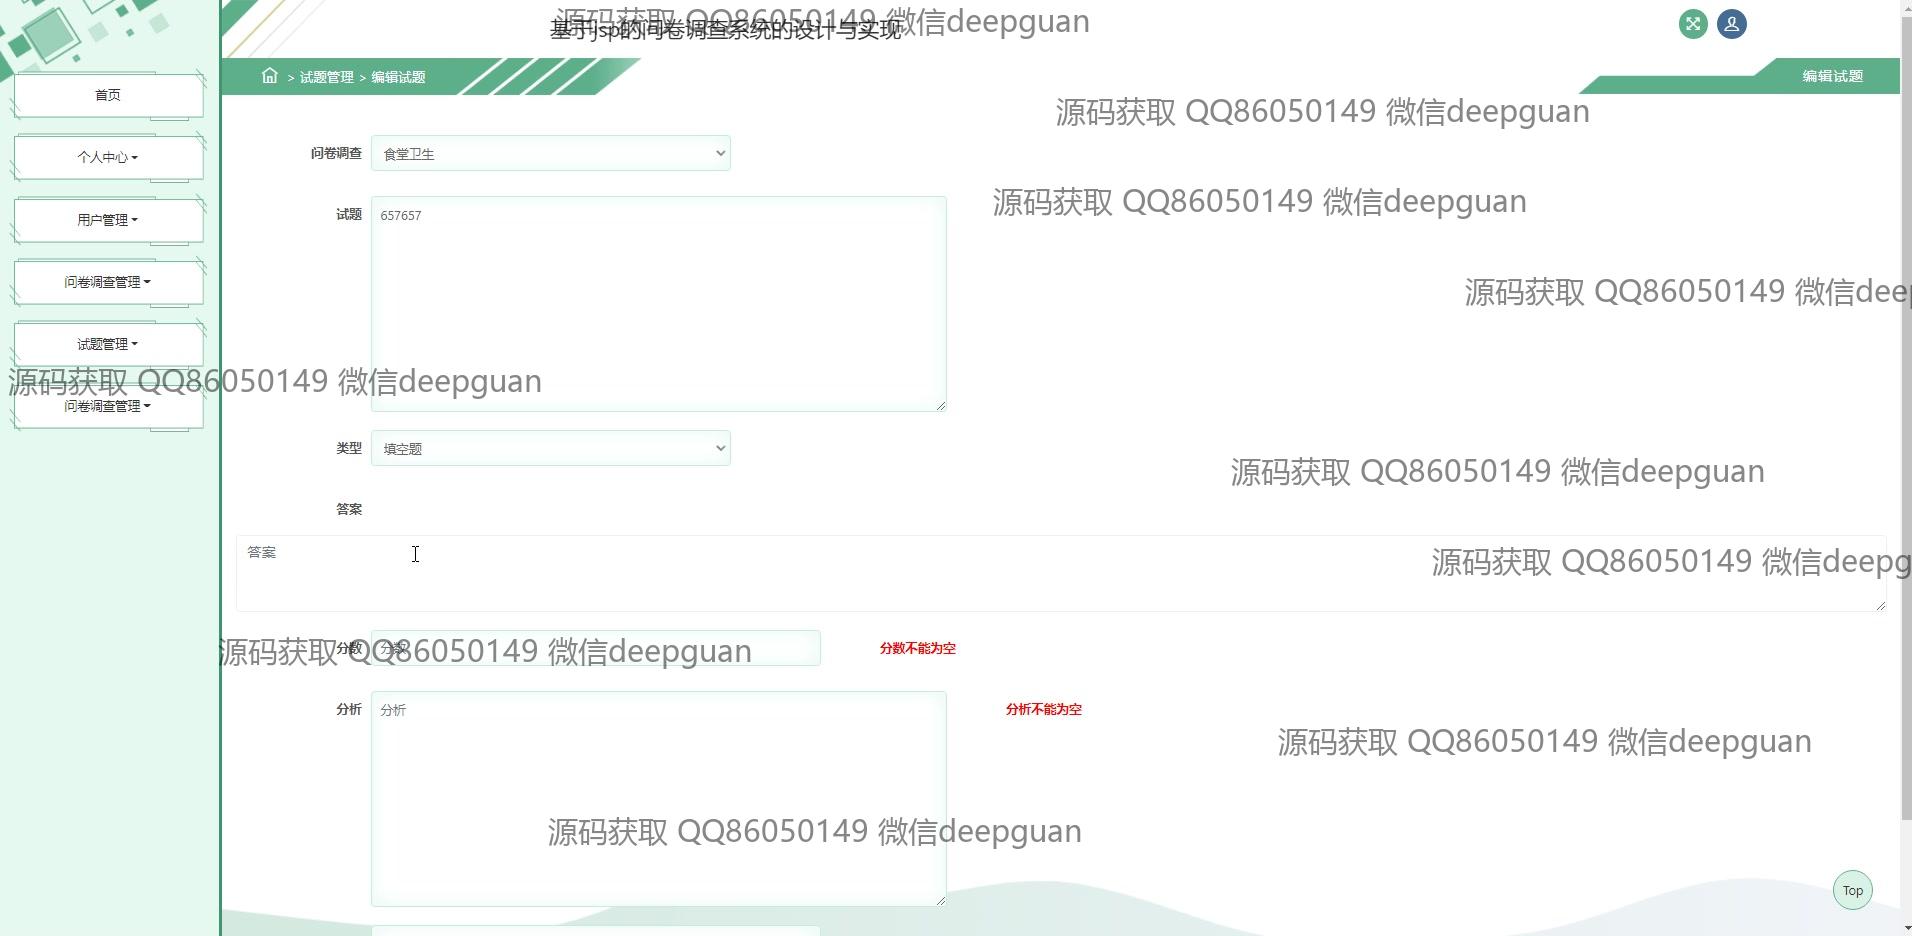 源码获取 QQ86050149 微信deepguan
基于jsp的问卷调查系统的设计与实现
> 试题管理 > 编辑试题
编辑试题
首页
个人中心
用户管理
问卷调查管理
试题管理
问卷调查管理
源码获取 QQ86050149 微信deepguan
问卷调查
食堂卫生
源码获取 QQ86050149 微信deepguan
试题
657657
源码获取 QQ86050149 微信dee
源码获取 QQ86050149 微信deepguan
类型
填空题
源码获取 QQ86050149 微信deepguan
答案
答案
源码获取 QQ86050149 微信deepg
分数
分数
分数不能为空
源码获取 QQ86050149 微信deepguan
分析
分析
分析不能为空
源码获取 QQ86050149 微信deepguan
源码获取 QQ86050149 微信deepguan
Top